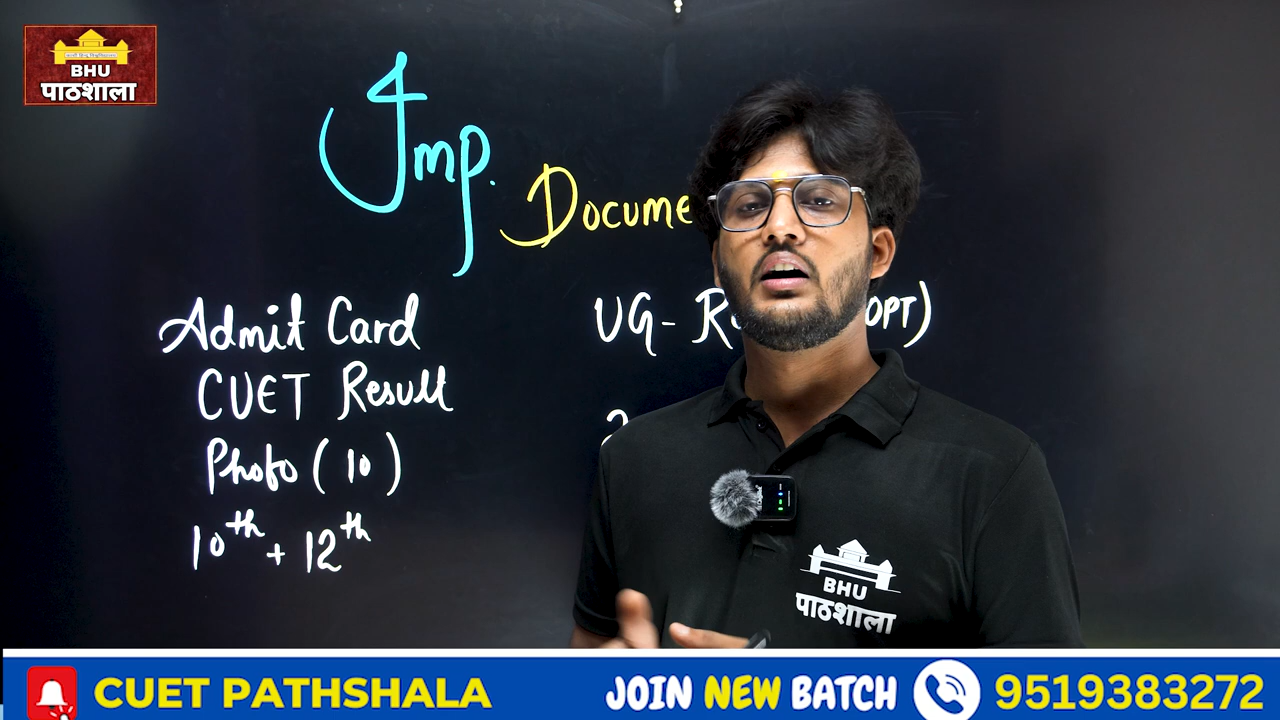 BHU
पाठशाला
Imp.
Docume
Admit Card
UG- R OPT)
CUET Result
Photo (10)
2
10th + 12th
BHU
पाठशाला
CUET PATHSHALA
JOIN NEW BATCH
9519383272